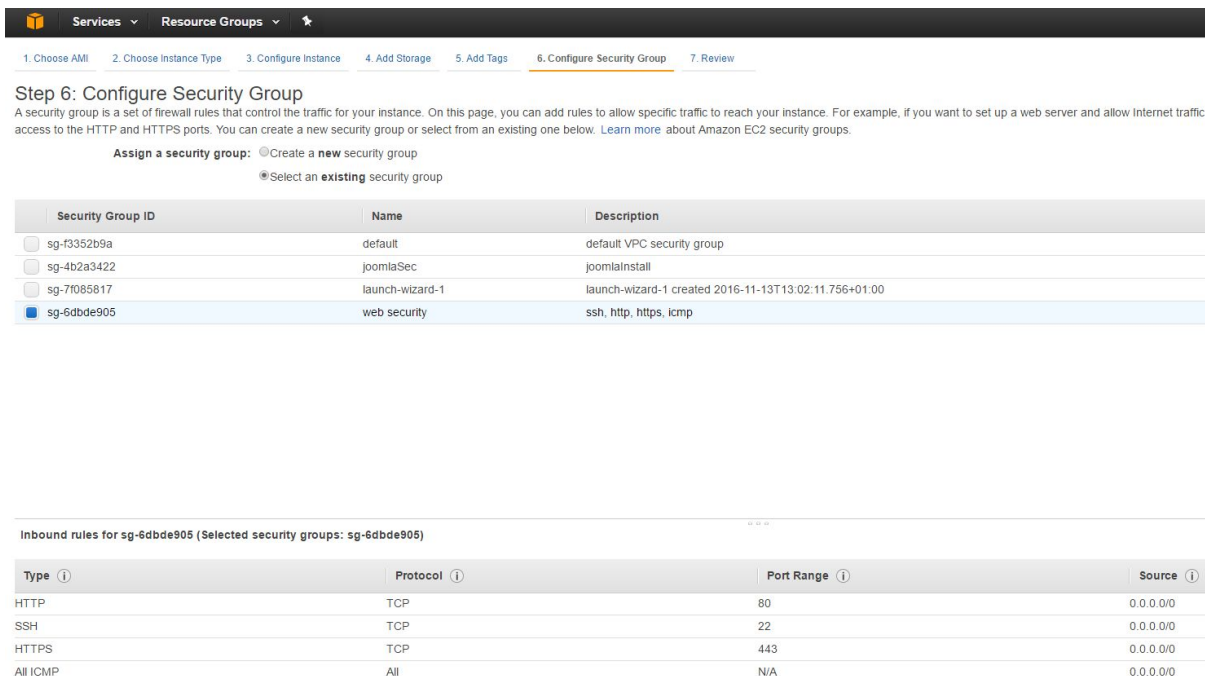 Services Resource Groups
1. Choose AMI 2. Choose Instance Type 3. Configure Instance 4. Add Storage 5. Add Tags 6. Configure Security Group 7. Review
Step 6: Configure Security Group
A security group is a set of firewall rules that control the traffic for your instance. On this page, you can add rules to allow specific traffic to reach your instance. For example, if you want to set up a web server and allow Internet traffic
access to the HTTP and HTTPS ports. You can create a new security group or select from an existing one below. Learn more about Amazon EC2 security groups.
Assign a security group: Create a new security group
Select an existing security group
Security Group ID Name Description
sg-f3352b9a default default VPC security group
sg-4b2a3422 joomlaSec joomlaInstall
sg-7f085817 launch-wizard-1 launch-wizard-1 created 2016-11-13T13:02:11.756+01:00
sg-6dbde905 web security ssh, http, https, icmp
Inbound rules for sg-6dbde905 (Selected security groups: sg-6dbde905)
Type Protocol Port Range Source
HTTP TCP 80 0.0.0.0/0
SSH TCP 22 0.0.0.0/0
HTTPS TCP 443 0.0.0.0/0
All ICMP All N/A 0.0.0.0/0